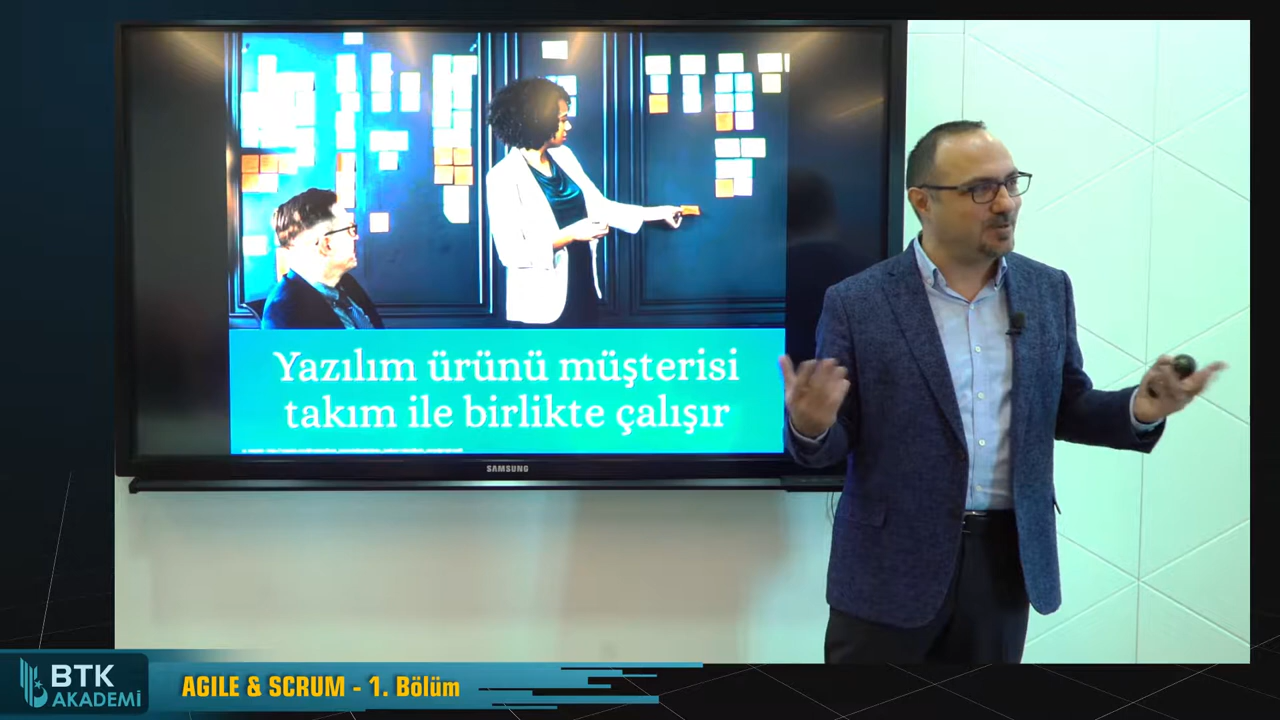 Yazılım ürünü müşterisi
takım ile birlikte çalışır
SAMSUNG
BTK
AKADEMİ
AGILE & SCRUM - 1. Bölüm